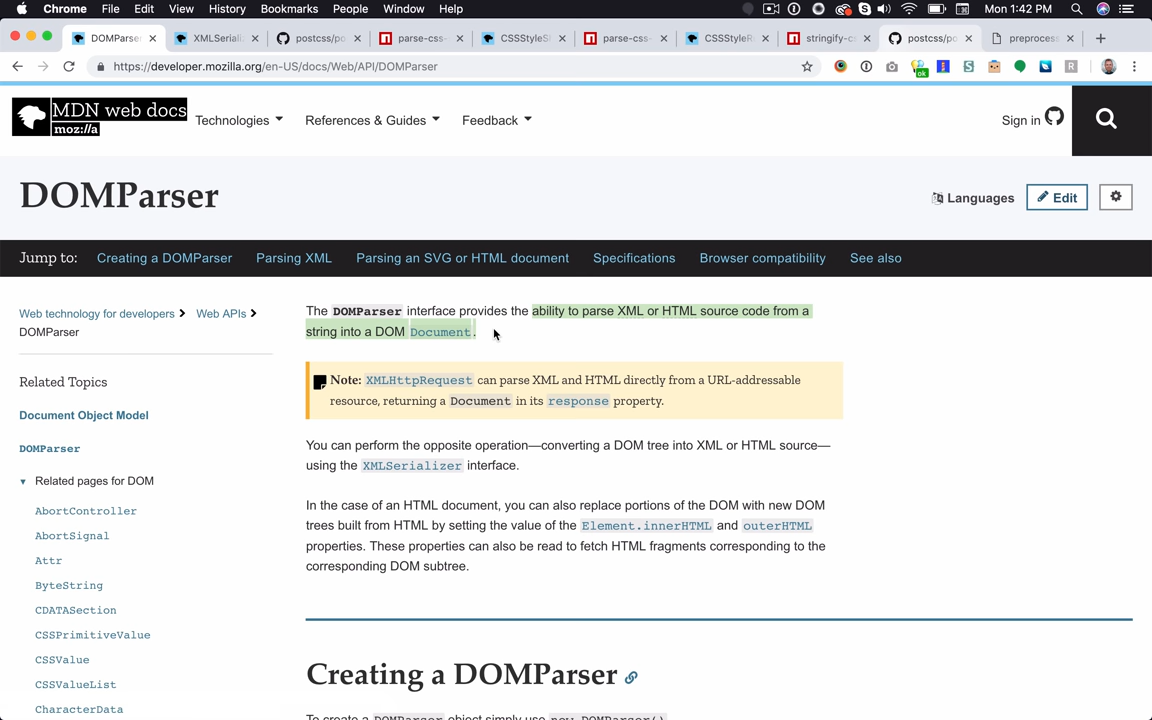 Chrome File Edit View History Bookmarks People Window Help Mon 1:42 PM
DOMParser XMLSeriali postcss/po parse-css- CSSStyleS parse-css- CSSStyleR stringify-cs postcss/po preprocess
https://developer.mozilla.org/en-US/docs/Web/API/DOMParser
ok
MDN web docs
moz://a
Technologies References & Guides Feedback Sign in
DOMParser
Languages Edit
Jump to: Creating a DOMParser Parsing XML Parsing an SVG or HTML document Specifications Browser compatibility See also
Web technology for developers Web APIs
DOMParser
Related Topics
Document Object Model
DOMParser
Related pages for DOM
AbortController
AbortSignal
Attr
ByteString
CDATASection
CSSPrimitiveValue
CSSValue
CSSValueList
CharacterData
The DOMParser interface provides the ability to parse XML or HTML source code from a
string into a DOM Document.
Note: XMLHttpRequest can parse XML and HTML directly from a URL-addressable
resource, returning a Document in its response property.
You can perform the opposite operation—converting a DOM tree into XML or HTML source—
using the XMLSerializer interface.
In the case of an HTML document, you can also replace portions of the DOM with new DOM
trees built from HTML by setting the value of the Element.innerHTML and outerHTML
properties. These properties can also be read to fetch HTML fragments corresponding to the
corresponding DOM subtree.
Creating a DOMParser
To create a DOMParser object simply use new DOMParser()